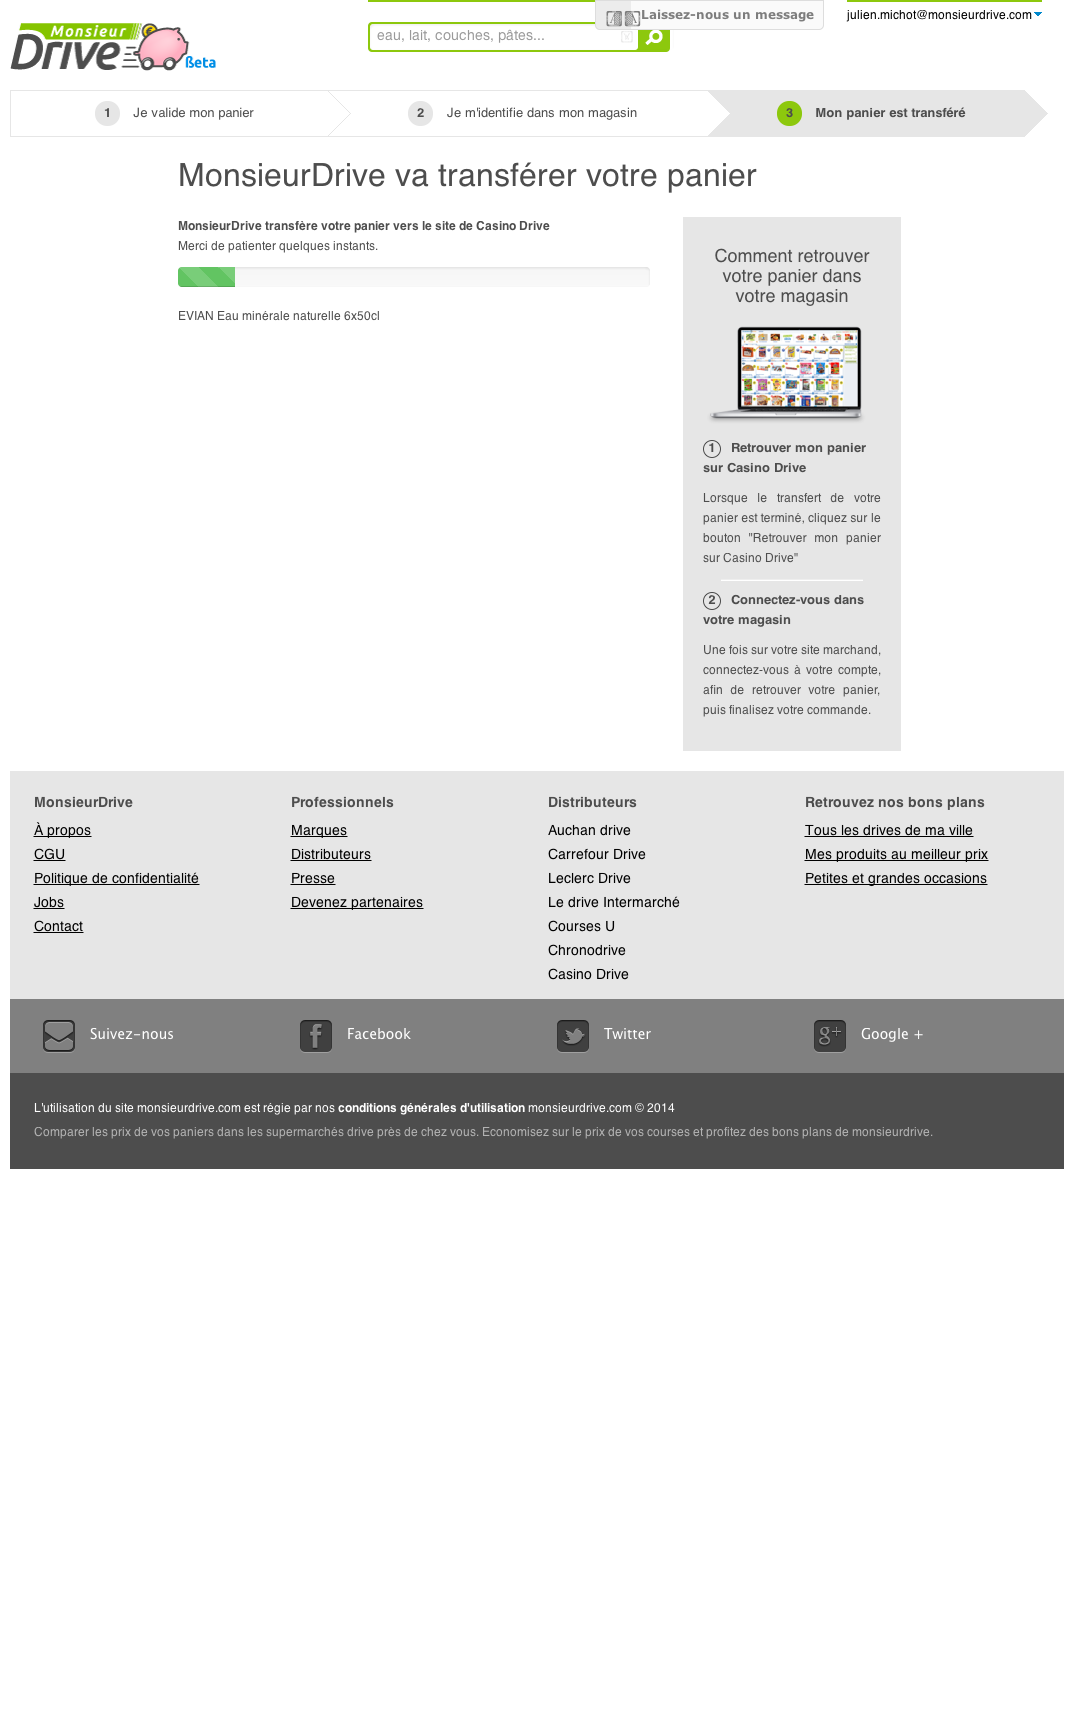 Laissez-nous un message
julien.michot@monsieurdrive.com
Monsieur
Drive
βeta
eau, lait, couches, pâtes...
1 Je valide mon panier
2 Je m'identifie dans mon magasin
3 Mon panier est transféré
MonsieurDrive va transférer votre panier
MonsieurDrive transfère votre panier vers le site de Casino Drive
Merci de patienter quelques instants.
EVIAN Eau minérale naturelle 6x50cl
Comment retrouver
votre panier dans
votre magasin
1 Retrouver mon panier
sur Casino Drive
Lorsque le transfert de votre
panier est terminé, cliquez sur le
bouton "Retrouver mon panier
sur Casino Drive"
2 Connectez-vous dans
votre magasin
Une fois sur votre site marchand,
connectez-vous à votre compte,
afin de retrouver votre panier,
puis finalisez votre commande.
MonsieurDrive
À propos
CGU
Politique de confidentialité
Jobs
Contact
Professionnels
Marques
Distributeurs
Presse
Devenez partenaires
Distributeurs
Auchan drive
Carrefour Drive
Leclerc Drive
Le drive Intermarché
Courses U
Chronodrive
Casino Drive
Retrouvez nos bons plans
Tous les drives de ma ville
Mes produits au meilleur prix
Petites et grandes occasions
Suivez-nous
Facebook
Twitter
Google +
L'utilisation du site monsieurdrive.com est régie par nos conditions générales d'utilisation monsieurdrive.com © 2014
Comparer les prix de vos paniers dans les supermarchés drive près de chez vous. Economisez sur le prix de vos courses et profitez des bons plans de monsieurdrive.